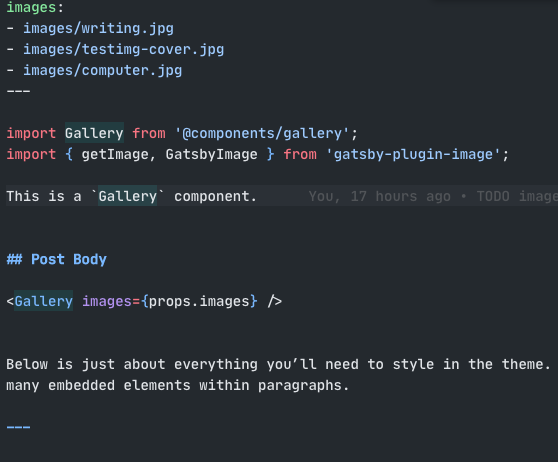 images:
- images/writing.jpg
- images/testimg-cover.jpg
- images/computer.jpg
---
import Gallery from '@components/gallery';
import { getImage, GatsbyImage } from 'gatsby-plugin-image';
This is a `Gallery` component. You, 17 hours ago • TODO image
## Post Body
<Gallery images={props.images} />
Below is just about everything you’ll need to style in the theme.
many embedded elements within paragraphs.
---